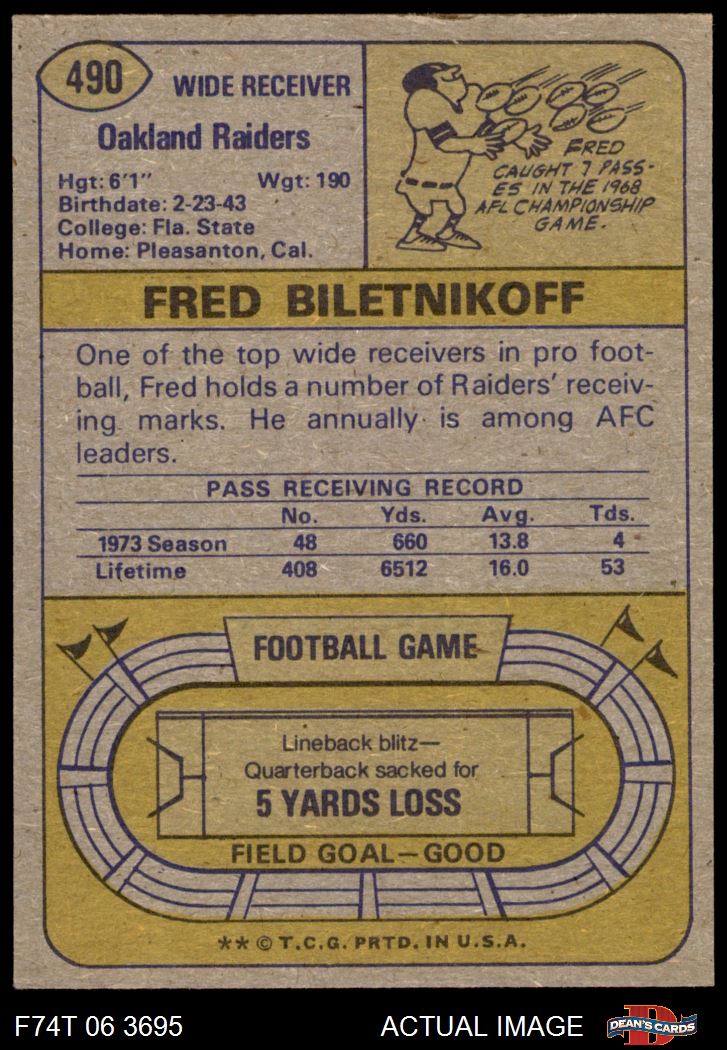 490
WIDE RECEIVER
Oakland Raiders
Hgt: 6'1" Wgt: 190
Birthdate: 2-23-43
College: Fla. State
Home: Pleasanton, Cal.
FRED
CAUGHT 7 PASS-
ES IN THE 1968
AFL CHAMPIONSHIP
GAME.
FRED BILETNIKOFF
One of the top wide receivers in pro foot-
ball, Fred holds a number of Raiders' receiv-
ing marks. He annually is among AFC
leaders.
PASS RECEIVING RECORD
No. Yds. Avg. Tds.
1973 Season 48 660 13.8 4
Lifetime 408 6512 16.0 53
FOOTBALL GAME
Lineback blitz—
Quarterback sacked for
5 YARDS LOSS
FIELD GOAL—GOOD
** © T.C.G. PRTD. IN U.S.A.
F74T 06 3695 ACTUAL IMAGE
D
DEAN'S CARDS